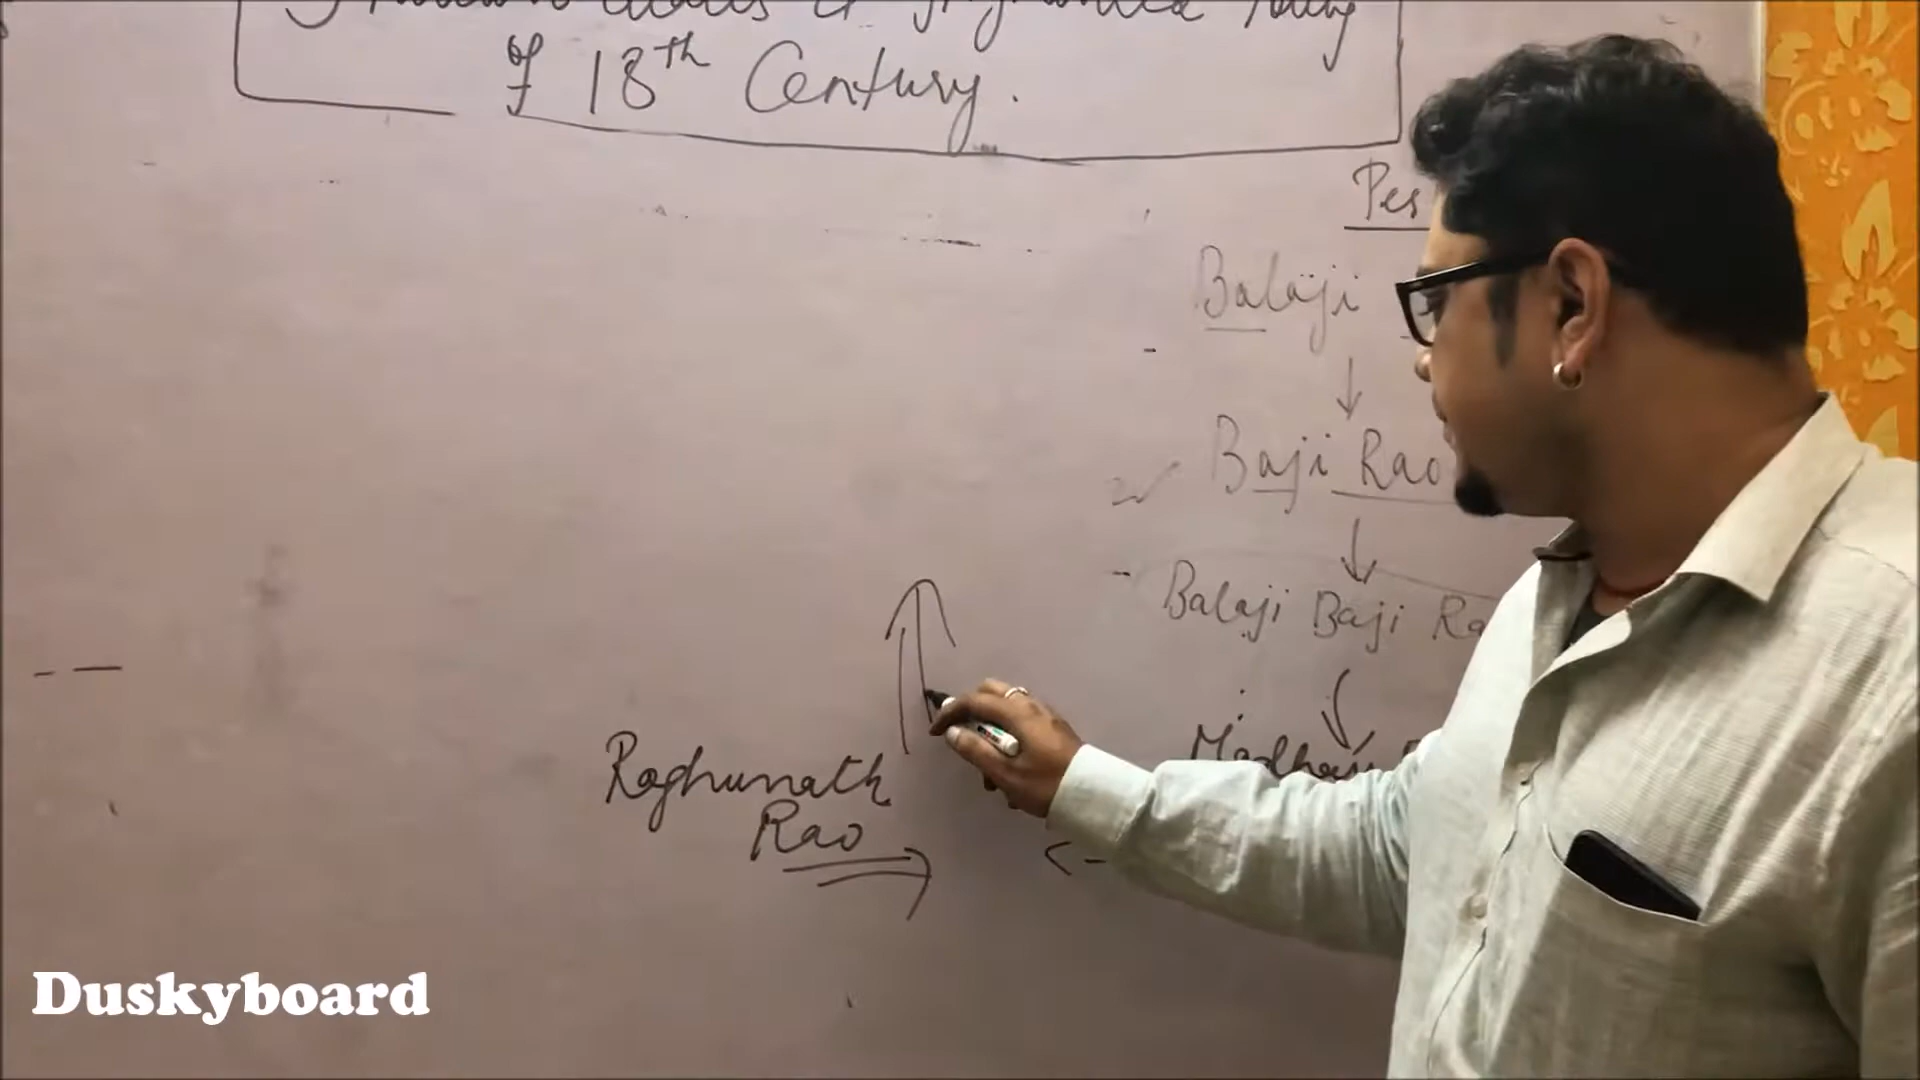 of 18th Century.
Pes
Balaji
Baji Rao
Balaji Baji Ra
Raghunath
Rao
Duskyboard